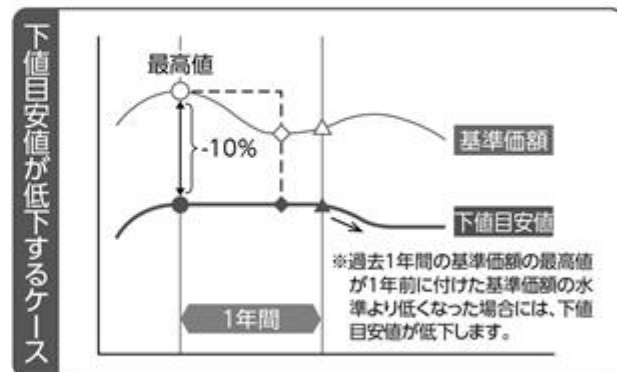 下値目安値が低下するケース
最高値
-10%
基準価額
下値目安値
※過去1年間の基準価額の最高値
が1年前に付けた基準価額の水
準より低くなった場合には、下値
目安値が低下します。
1年間